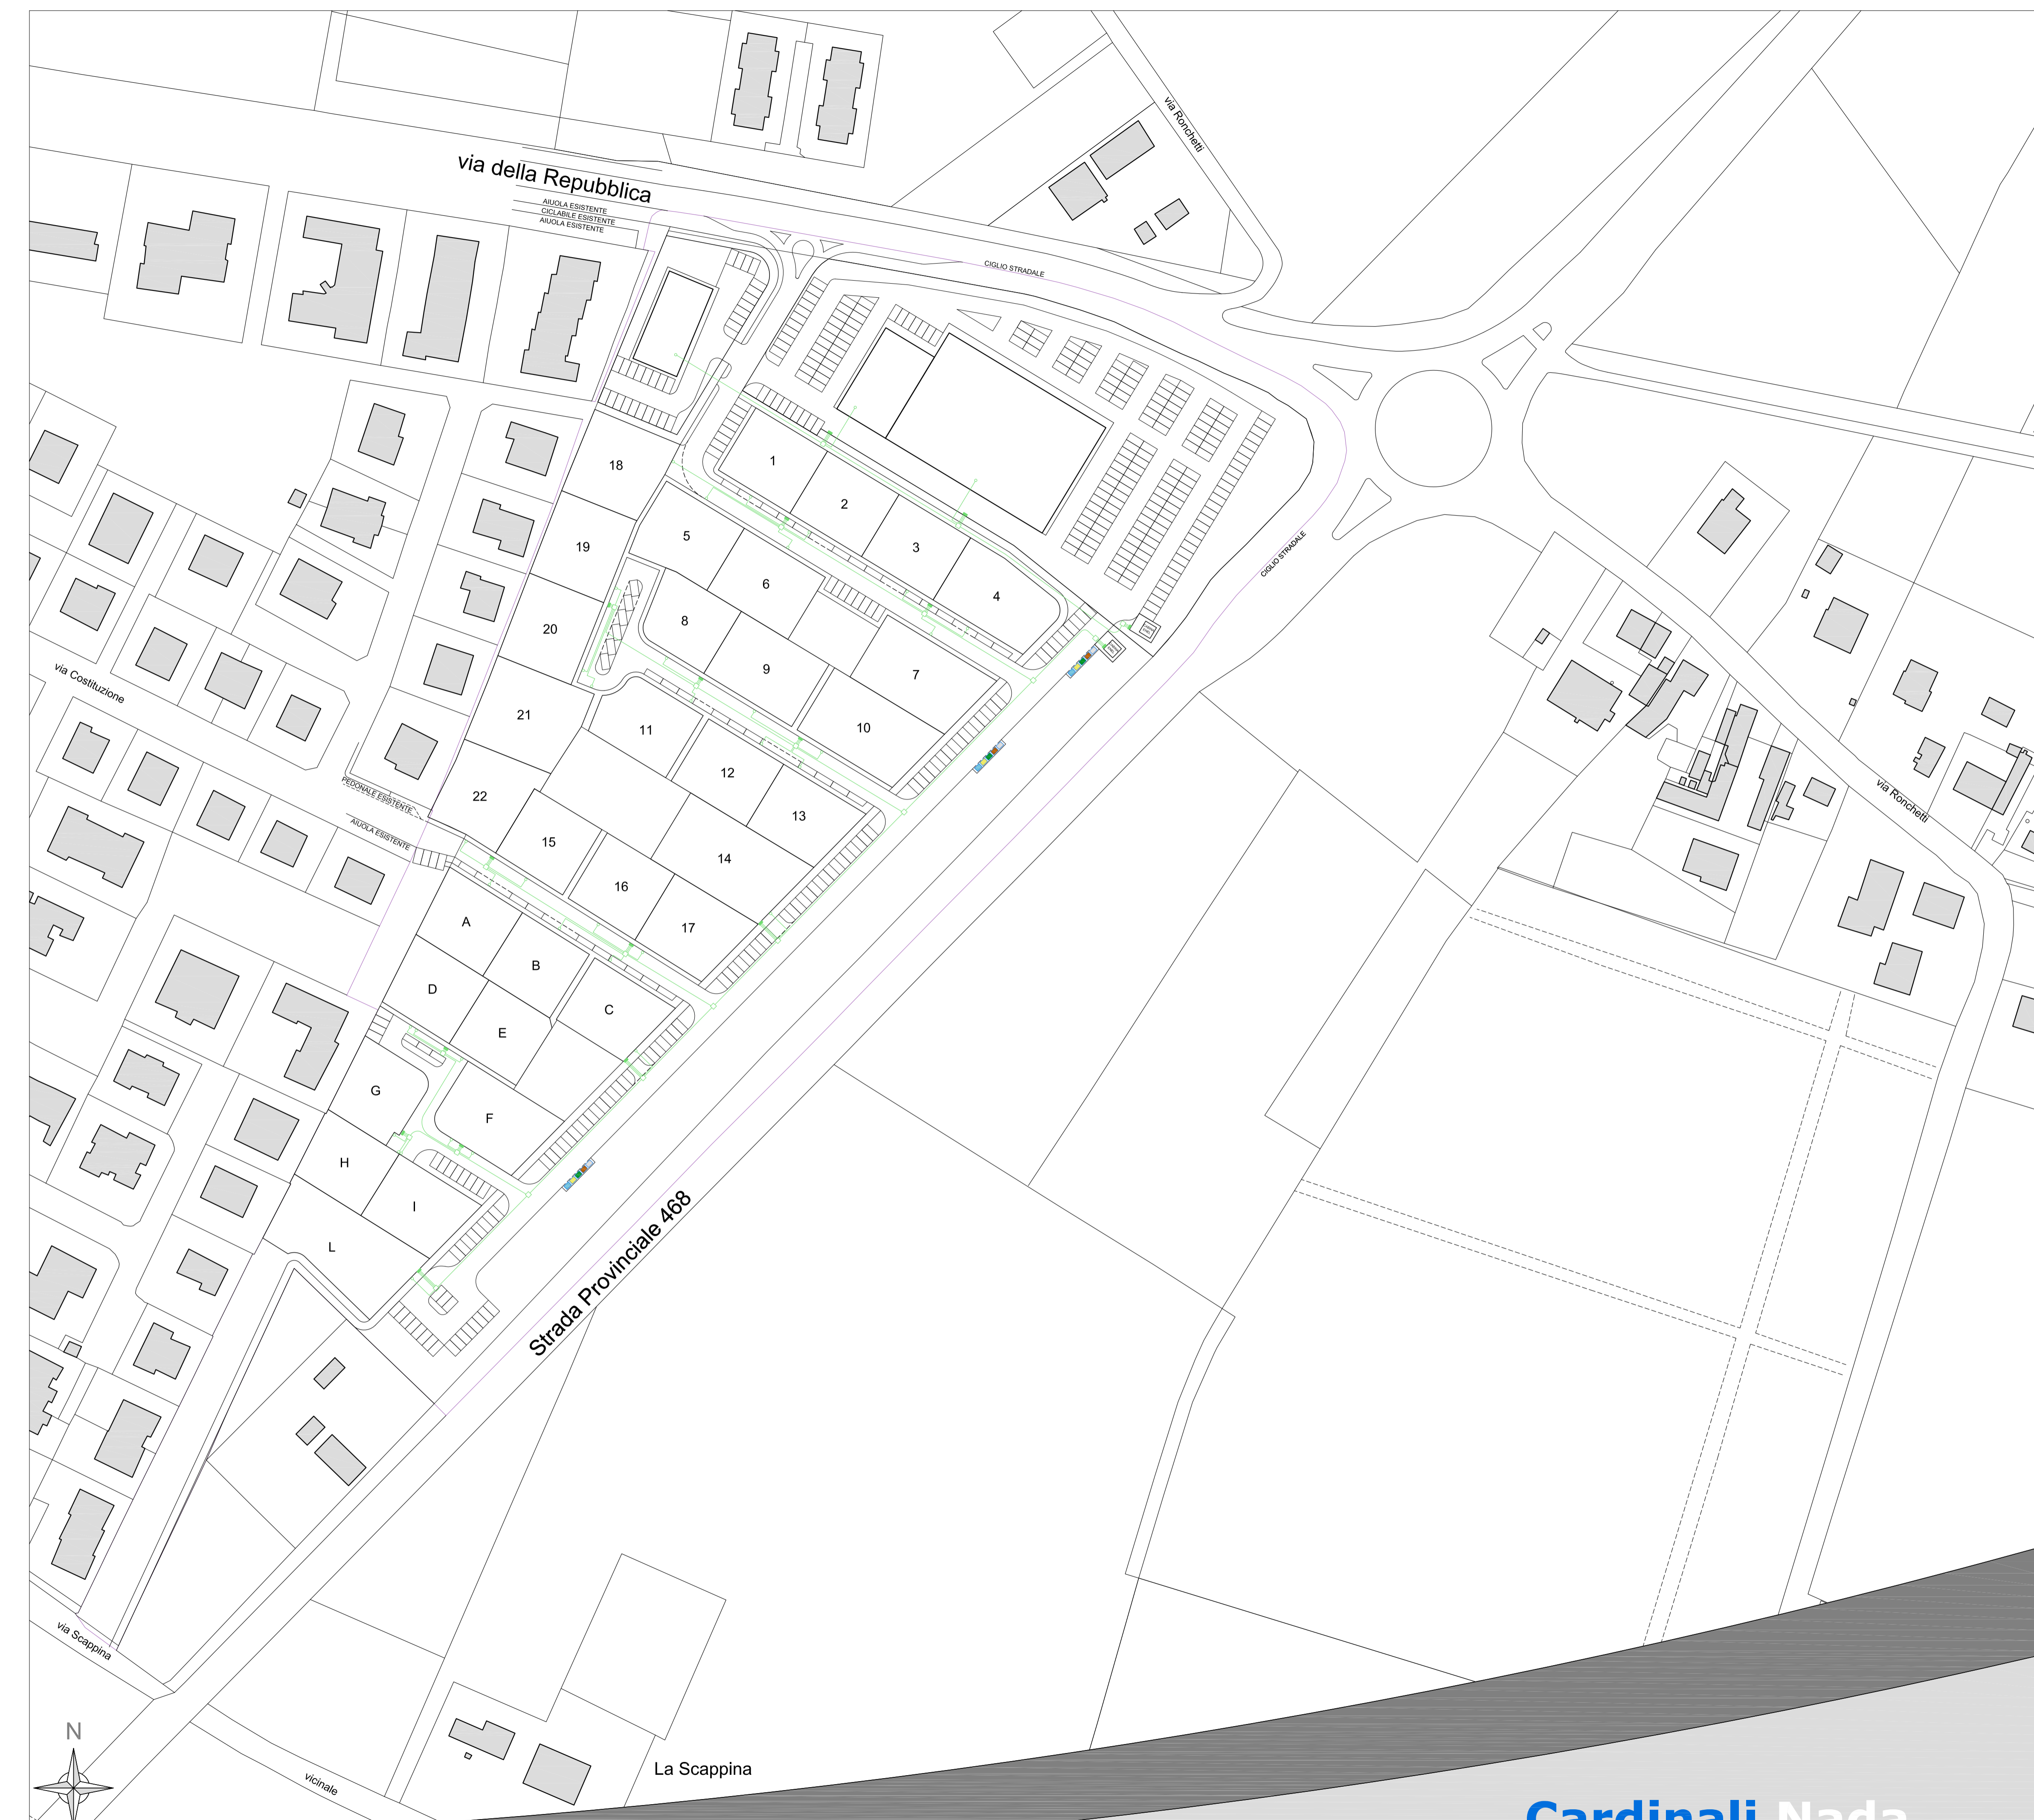 via Ronchetti
via della Repubblica
AIUOLA ESISTENTE
CICLABILE ESISTENTE
AIUOLA ESISTENTE
CIGLIO STRADALE
CIGLIO STRADALE
1
2
3
4
18
5
6
7
19
8
9
10
20
21
11
12
13
22
14
15
16
17
via Costituzione
PEDONALE ESISTENTE
AIUOLA ESISTENTE
via Ronchetti
A
B
C
D
E
F
G
H
I
L
Strada Provinciale 468
via Scappina
N
vicinale
La Scappina
Cardinali Nada